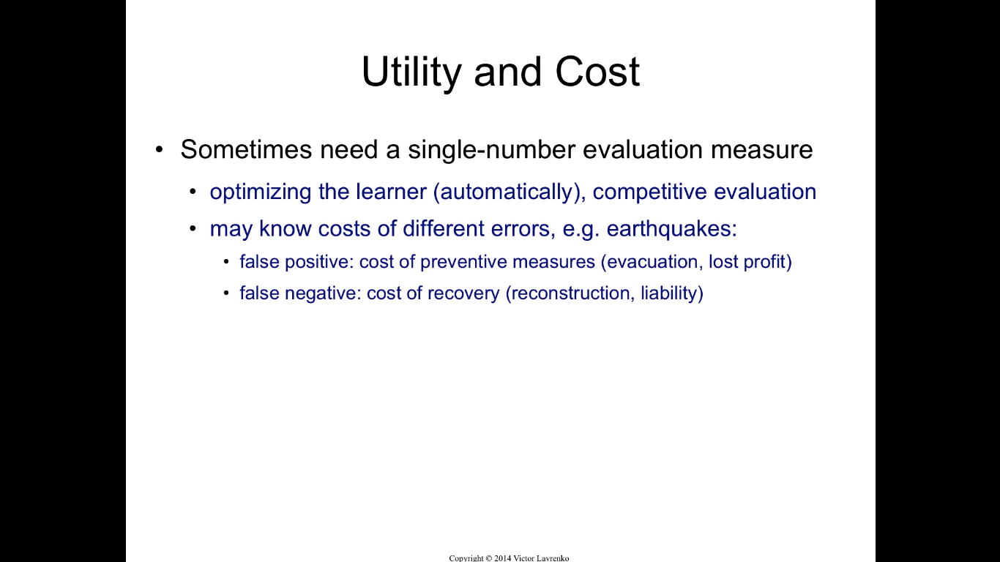 Utility and Cost
• Sometimes need a single-number evaluation measure
• optimizing the learner (automatically), competitive evaluation
• may know costs of different errors, e.g. earthquakes:
• false positive: cost of preventive measures (evacuation, lost profit)
• false negative: cost of recovery (reconstruction, liability)
Copyright © 2014 Victor Lavrenko